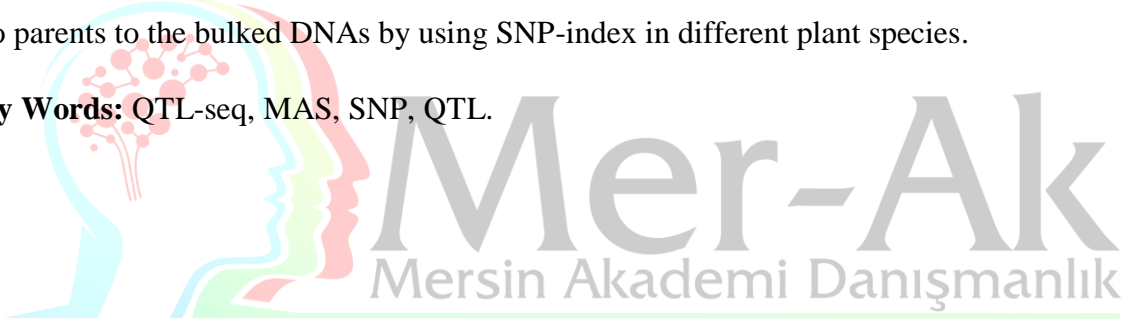 o parents to the bulked DNAs by using SNP-index in different plant species.
y Words: QTL-seq, MAS, SNP, QTL.
Mer-Ak
Mersin Akademi Danışmanlık